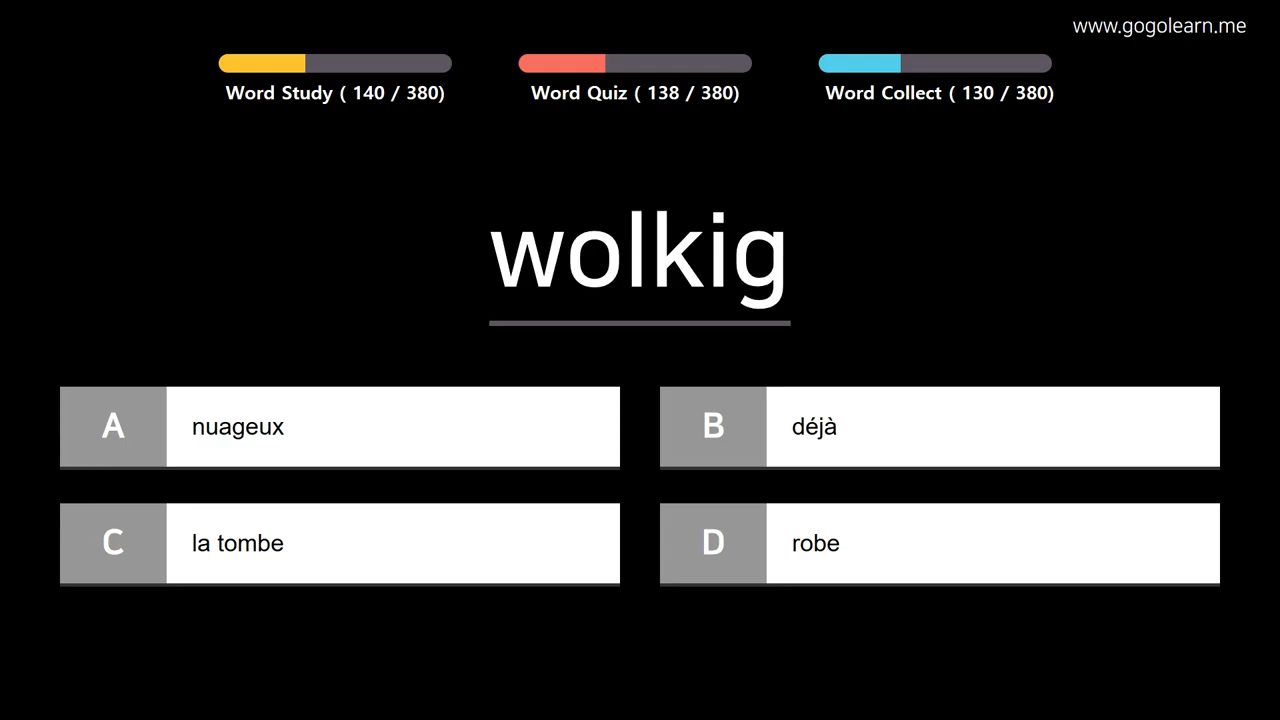 www.gogolearn.me
Word Study ( 140 / 380)
Word Quiz ( 138 / 380)
Word Collect ( 130 / 380)
wolkig
A nuageux
B déjà
C la tombe
D robe